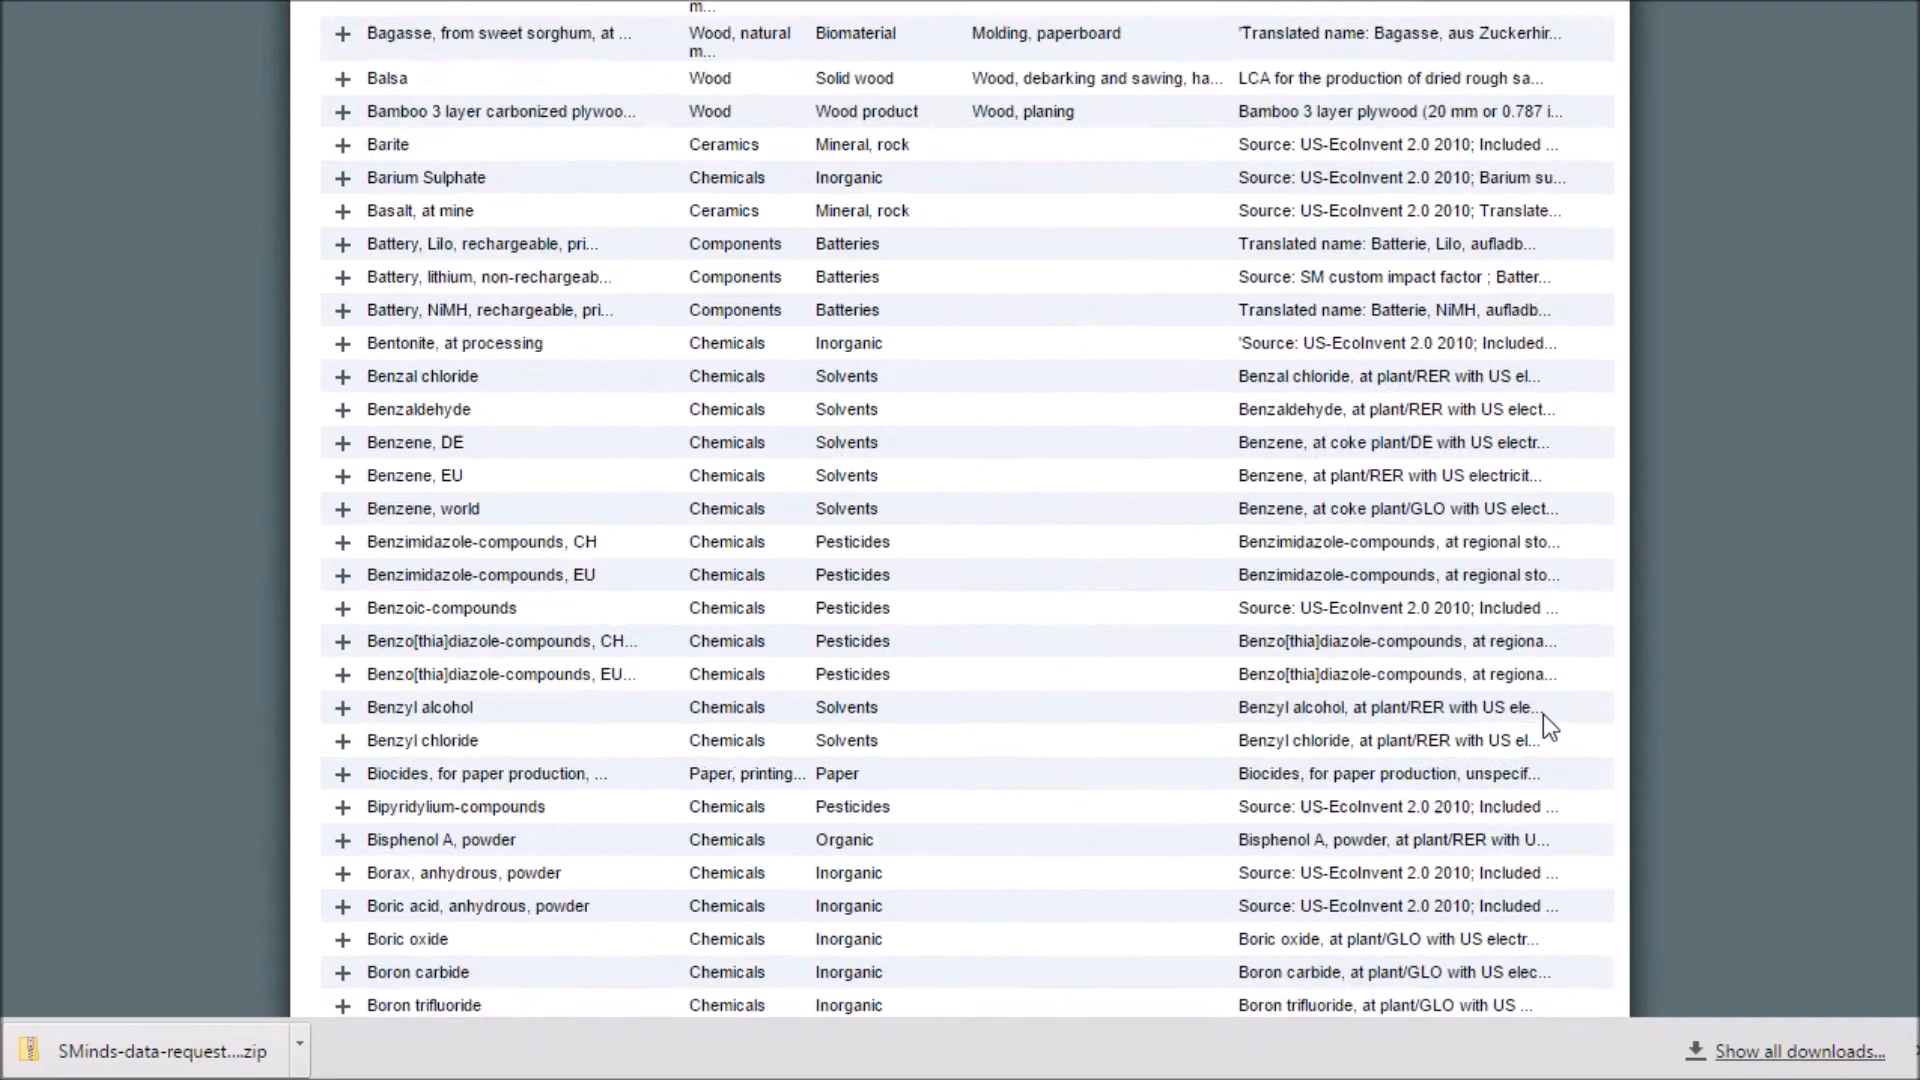 m...
Bagasse, from sweet sorghum, at ... Wood, natural m... Biomaterial Molding, paperboard 'Translated name: Bagasse, aus Zuckerhir...
Balsa Wood Solid wood Wood, debarking and sawing, ha... LCA for the production of dried rough sa...
Bamboo 3 layer carbonized plywoo... Wood Wood product Wood, planing Bamboo 3 layer plywood (20 mm or 0.787 i...
Barite Ceramics Mineral, rock Source: US-EcoInvent 2.0 2010; Included ...
Barium Sulphate Chemicals Inorganic Source: US-EcoInvent 2.0 2010; Barium su...
Basalt, at mine Ceramics Mineral, rock Source: US-EcoInvent 2.0 2010; Translate...
Battery, Lilo, rechargeable, pri... Components Batteries Translated name: Batterie, Lilo, aufladb...
Battery, lithium, non-rechargeab... Components Batteries Source: SM custom impact factor ; Batter...
Battery, NiMH, rechargeable, pri... Components Batteries Translated name: Batterie, NiMH, aufladb...
Bentonite, at processing Chemicals Inorganic 'Source: US-EcoInvent 2.0 2010; Included...
Benzal chloride Chemicals Solvents Benzal chloride, at plant/RER with US el...
Benzaldehyde Chemicals Solvents Benzaldehyde, at plant/RER with US elect...
Benzene, DE Chemicals Solvents Benzene, at coke plant/DE with US electr...
Benzene, EU Chemicals Solvents Benzene, at plant/RER with US electricit...
Benzene, world Chemicals Solvents Benzene, at coke plant/GLO with US elect...
Benzimidazole-compounds, CH Chemicals Pesticides Benzimidazole-compounds, at regional sto...
Benzimidazole-compounds, EU Chemicals Pesticides Benzimidazole-compounds, at regional sto...
Benzoic-compounds Chemicals Pesticides Source: US-EcoInvent 2.0 2010; Included ...
Benzo[thia]diazole-compounds, CH... Chemicals Pesticides Benzo[thia]diazole-compounds, at regiona...
Benzo[thia]diazole-compounds, EU... Chemicals Pesticides Benzo[thia]diazole-compounds, at regiona...
Benzyl alcohol Chemicals Solvents Benzyl alcohol, at plant/RER with US ele...
Benzyl chloride Chemicals Solvents Benzyl chloride, at plant/RER with US el...
Biocides, for paper production, ... Paper, printing... Paper Biocides, for paper production, unspecif...
Bipyridylium-compounds Chemicals Pesticides Source: US-EcoInvent 2.0 2010; Included ...
Bisphenol A, powder Chemicals Organic Bisphenol A, powder, at plant/RER with U...
Borax, anhydrous, powder Chemicals Inorganic Source: US-EcoInvent 2.0 2010; Included ...
Boric acid, anhydrous, powder Chemicals Inorganic Source: US-EcoInvent 2.0 2010; Included ...
Boric oxide Chemicals Inorganic Boric oxide, at plant/GLO with US electr...
Boron carbide Chemicals Inorganic Boron carbide, at plant/GLO with US elec...
Boron trifluoride Chemicals Inorganic Boron trifluoride, at plant/GLO with US ...
SMinds-data-request....zip Show all downloads...